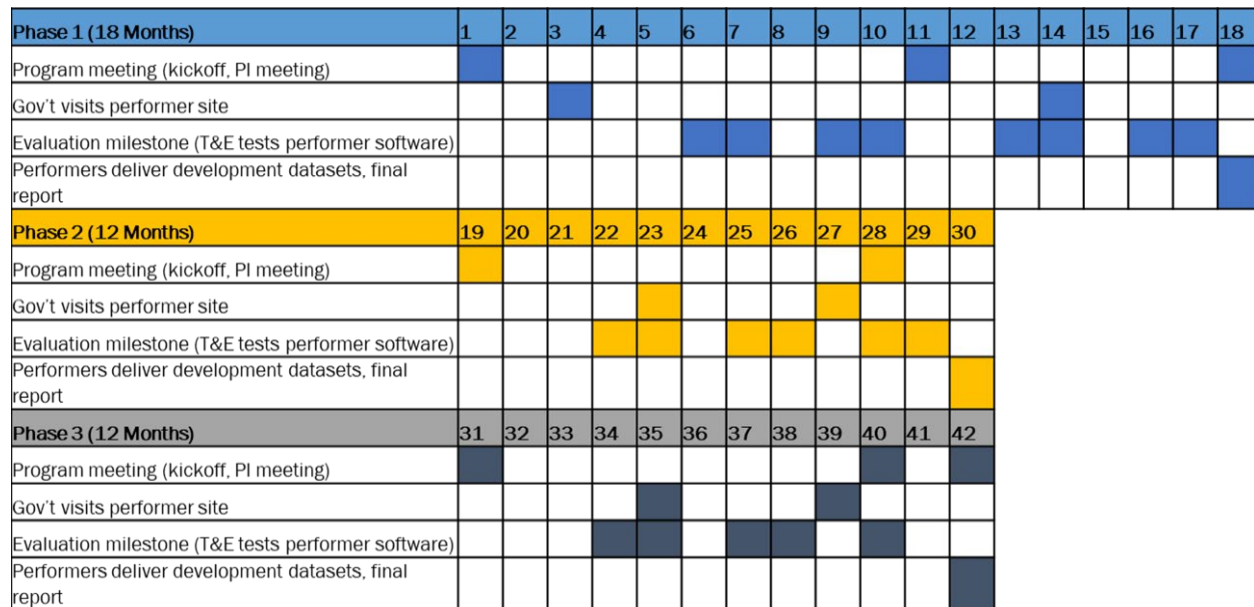 Phase 1 (18 Months) 1 2 3 4 5 6 7 8 9 10 11 12 13 14 15 16 17 18
Program meeting (kickoff, PI meeting)
Gov't visits performer site
Evaluation milestone (T&E tests performer software)
Performers deliver development datasets, final
report
Phase 2 (12 Months) 19 20 21 22 23 24 25 26 27 28 29 30
Program meeting (kickoff, PI meeting)
Gov't visits performer site
Evaluation milestone (T&E tests performer software)
Performers deliver development datasets, final
report
Phase 3 (12 Months) 31 32 33 34 35 36 37 38 39 40 41 42
Program meeting (kickoff, PI meeting)
Gov't visits performer site
Evaluation milestone (T&E tests performer software)
Performers deliver development datasets, final
report